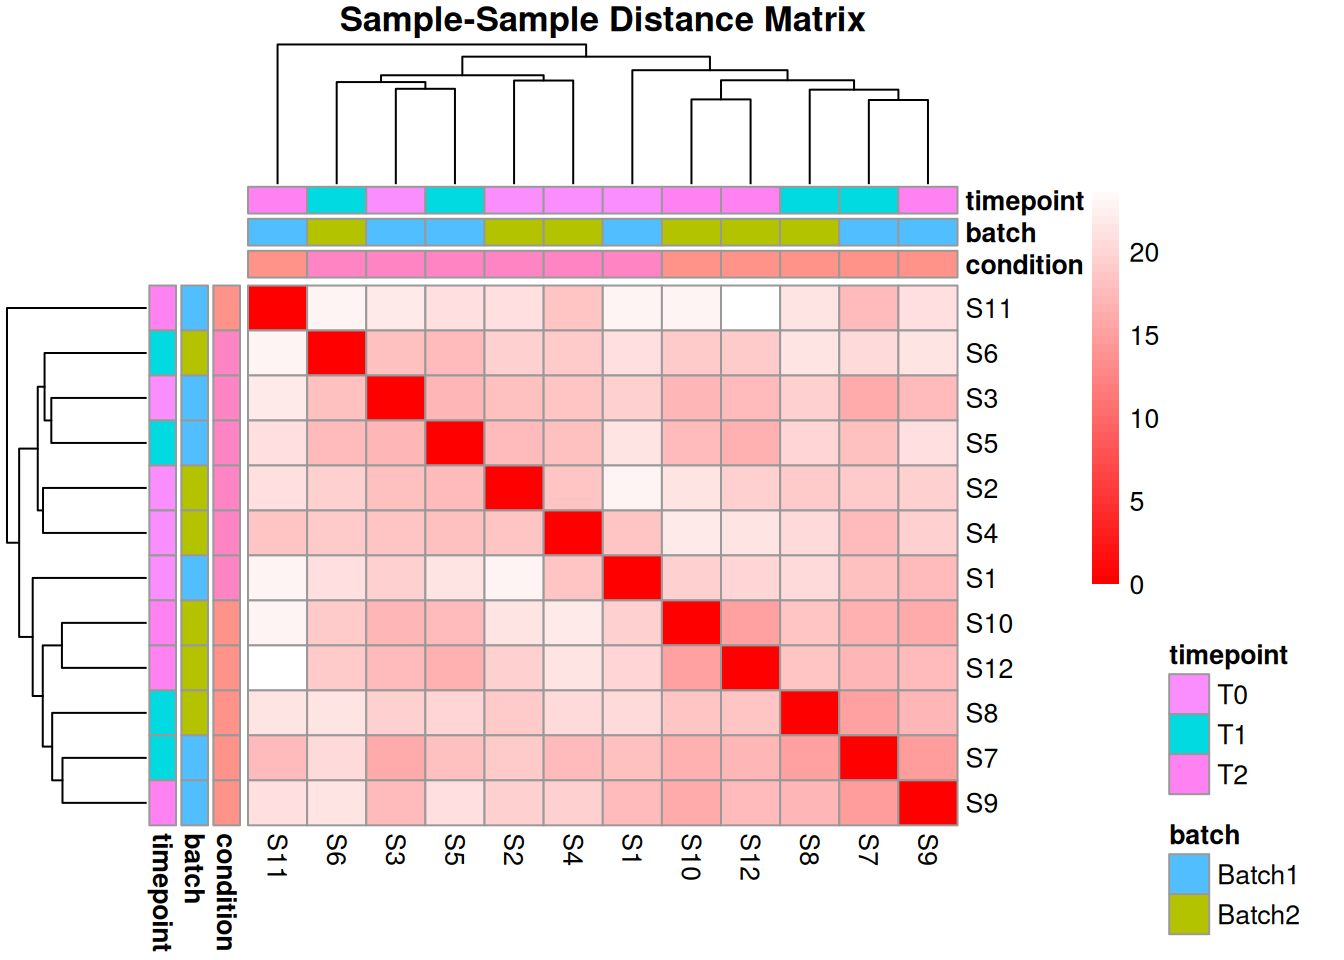 Sample-Sample Distance Matrix
timepoint
batch
condition
S11
S6
S3
S5
S2
S4
S1
S10
S12
S8
S7
S9
S11 S6 S3 S5 S2 S4 S1 S10 S12 S8 S7 S9
timepoint batch condition
20
15
10
5
0
timepoint
T0
T1
T2
batch
Batch1
Batch2